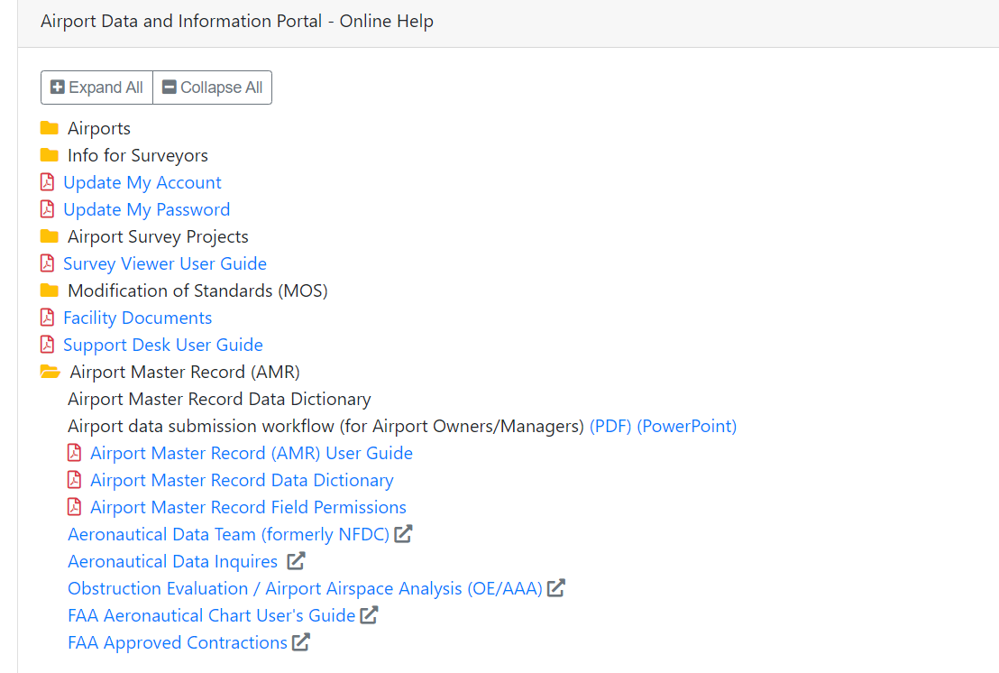 Airport Data and Information Portal - Online Help
Expand All Collapse All
Airports
Info for Surveyors
Update My Account
Update My Password
Airport Survey Projects
Survey Viewer User Guide
Modification of Standards (MOS)
Facility Documents
Support Desk User Guide
Airport Master Record (AMR)
Airport Master Record Data Dictionary
Airport data submission workflow (for Airport Owners/Managers) (PDF) (PowerPoint)
Airport Master Record (AMR) User Guide
Airport Master Record Data Dictionary
Airport Master Record Field Permissions
Aeronautical Data Team (formerly NFDC)
Aeronautical Data Inquires
Obstruction Evaluation / Airport Airspace Analysis (OE/AAA)
FAA Aeronautical Chart User's Guide
FAA Approved Contractions